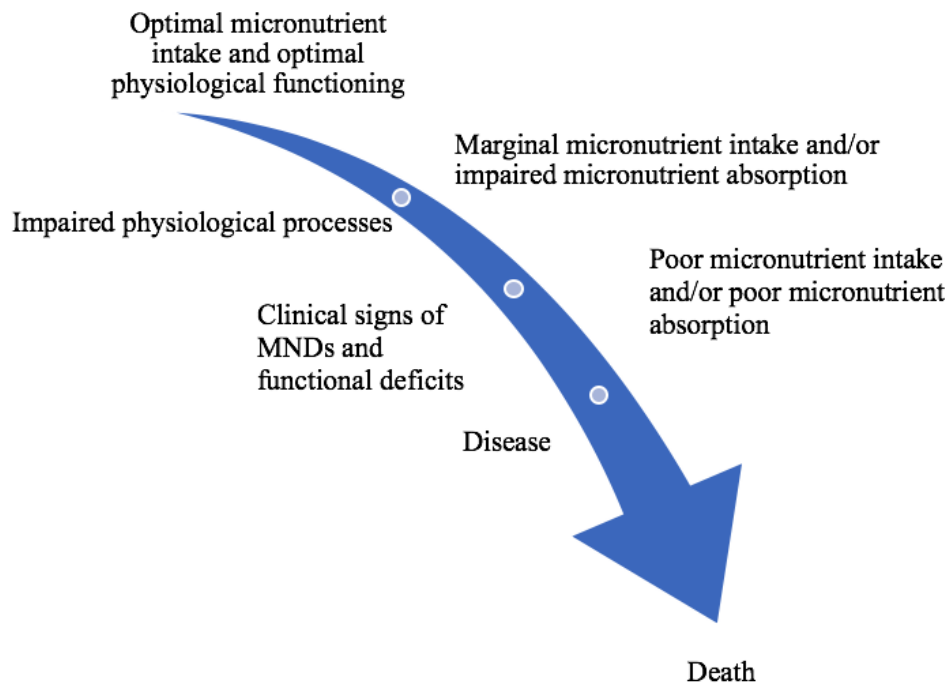 Optimal micronutrient
intake and optimal
physiological functioning
Marginal micronutrient intake and/or
impaired micronutrient absorption
Impaired physiological processes
Poor micronutrient intake
and/or poor micronutrient
absorption
Clinical signs of
MNDs and
functional deficits
Disease
Death